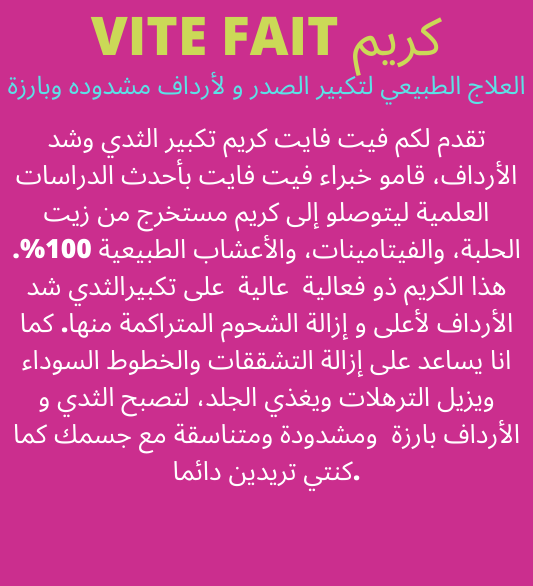 كريم VITE FAIT
العلاج الطبيعي لتكبير الصدر و لأرداف مشدوده وبارزة
تقدم لكم فيت فايت كريم تكبير الثدي وشد
الأرداف، قامو خبراء فيت فايت بأحدث الدراسات
العلمية ليتوصلو إلى كريم مستخرج من زيت
الحلبة، والفيتامينات، والأعشاب الطبيعية 100%.
هذا الكريم ذو فعالية عالية على تكبيرالثدي شد
الأرداف لأعلى و إزالة الشحوم المتراكمة منها. كما
انا يساعد على إزالة التشققات والخطوط السوداء
ويزيل الترهلات ويغذي الجلد، لتصبح الثدي و
الأرداف بارزة ومشدودة ومتناسقة مع جسمك كما
كنتي تريدين دائما.